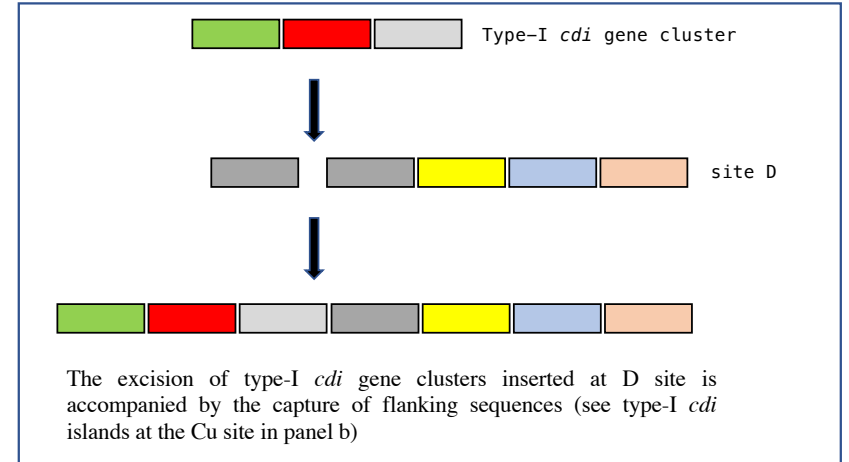 Type-I cdi gene cluster
site D
The excision of type-I cdi gene clusters inserted at D site is
accompanied by the capture of flanking sequences (see type-I cdi
islands at the Cu site in panel b)